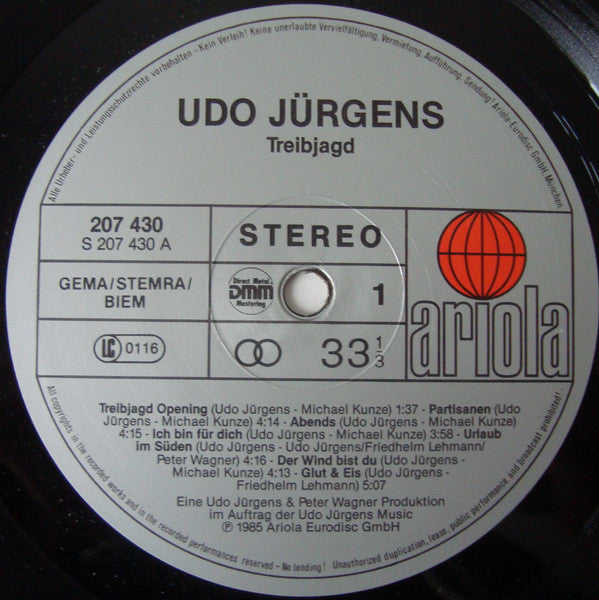 Alle Urheber- und Leistungsschutzrechte vorbehalten - Kein Verleih! Keine unerlaubte Vervielfältigung, Vermietung, Aufführung, Sendung! Ariola-Eurodisc GmbH, München
UDO JÜRGENS
Treibjagd
207 430
S 207 430 A
STEREO
GEMA/STEMRA/
BIEM
Direct Metal
DMM
Mastering
1
ariola
LC 0116
33 1/3
Treibjagd Opening (Udo Jürgens - Michael Kunze) 1:37 - Partisanen (Udo
Jürgens - Michael Kunze) 4:14 - Abends (Udo Jürgens - Michael Kunze)
4:15 - Ich bin für dich (Udo Jürgens - Michael Kunze) 3:58 - Urlaub
im Süden (Udo Jürgens - Udo Jürgens/Friedhelm Lehmann/
Peter Wagner) 4:16 - Der Wind bist du (Udo Jürgens -
Michael Kunze) 4:13 - Glut & Eis (Udo Jürgens -
Friedhelm Lehmann) 5:07
Eine Udo Jürgens & Peter Wagner Produktion
im Auftrag der Udo Jürgens Music
℗ 1985 Ariola Eurodisc GmbH
All copyrights in the recorded works and in the recorded performances reserved - No lending! Unauthorized duplication, lease, public performance and broadcast prohibited!